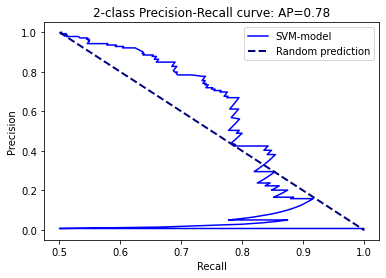 2-class Precision-Recall curve: AP=0.78
SVM-model
Random prediction
Precision
1.0
0.8
0.6
0.4
0.2
0.0
0.5
0.6
0.7
0.8
0.9
1.0
Recall